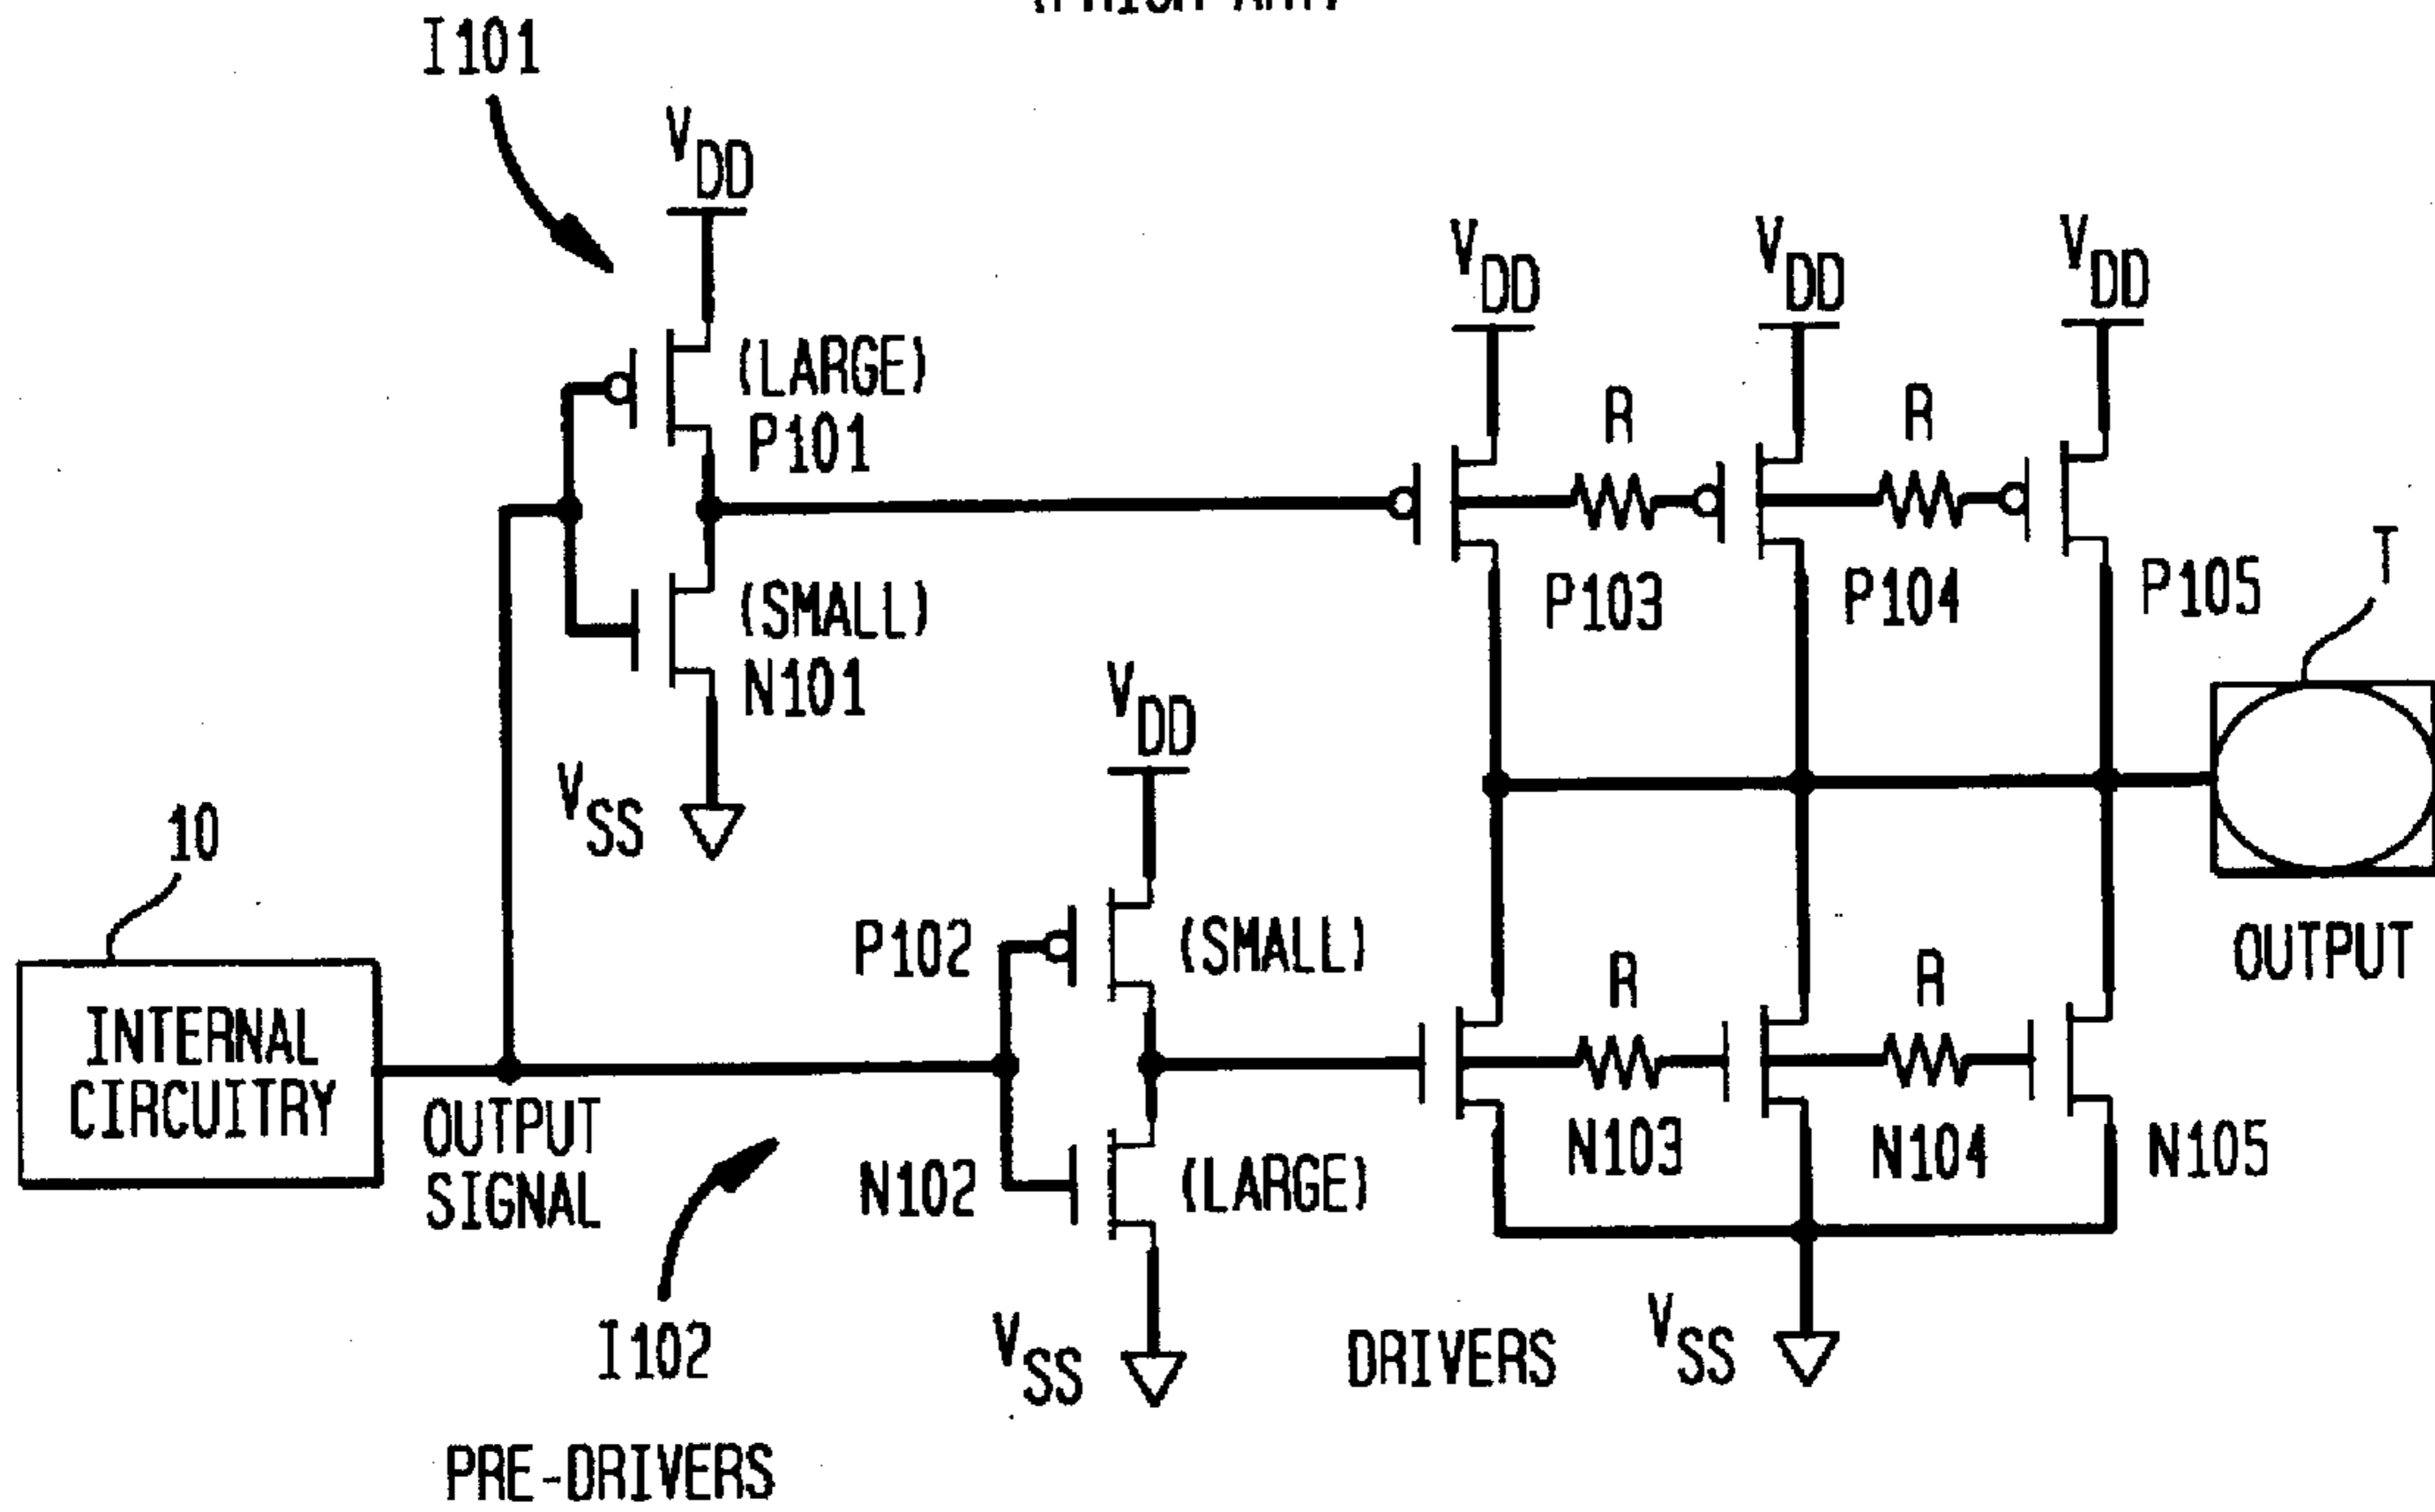 I101
VDD
(LARGE)
P101
(SMALL)
N101
VSS
VDD
VDD
VDD
R
R
P103
P104
P105
T
VDD
10
P102
(SMALL)
OUTPUT
INTERNAL
CIRCUITRY
OUTPUT
SIGNAL
N102
(LARGE)
R
R
N103
N104
N105
I102
VSS
DRIVERS
VSS
PRE-DRIVERS